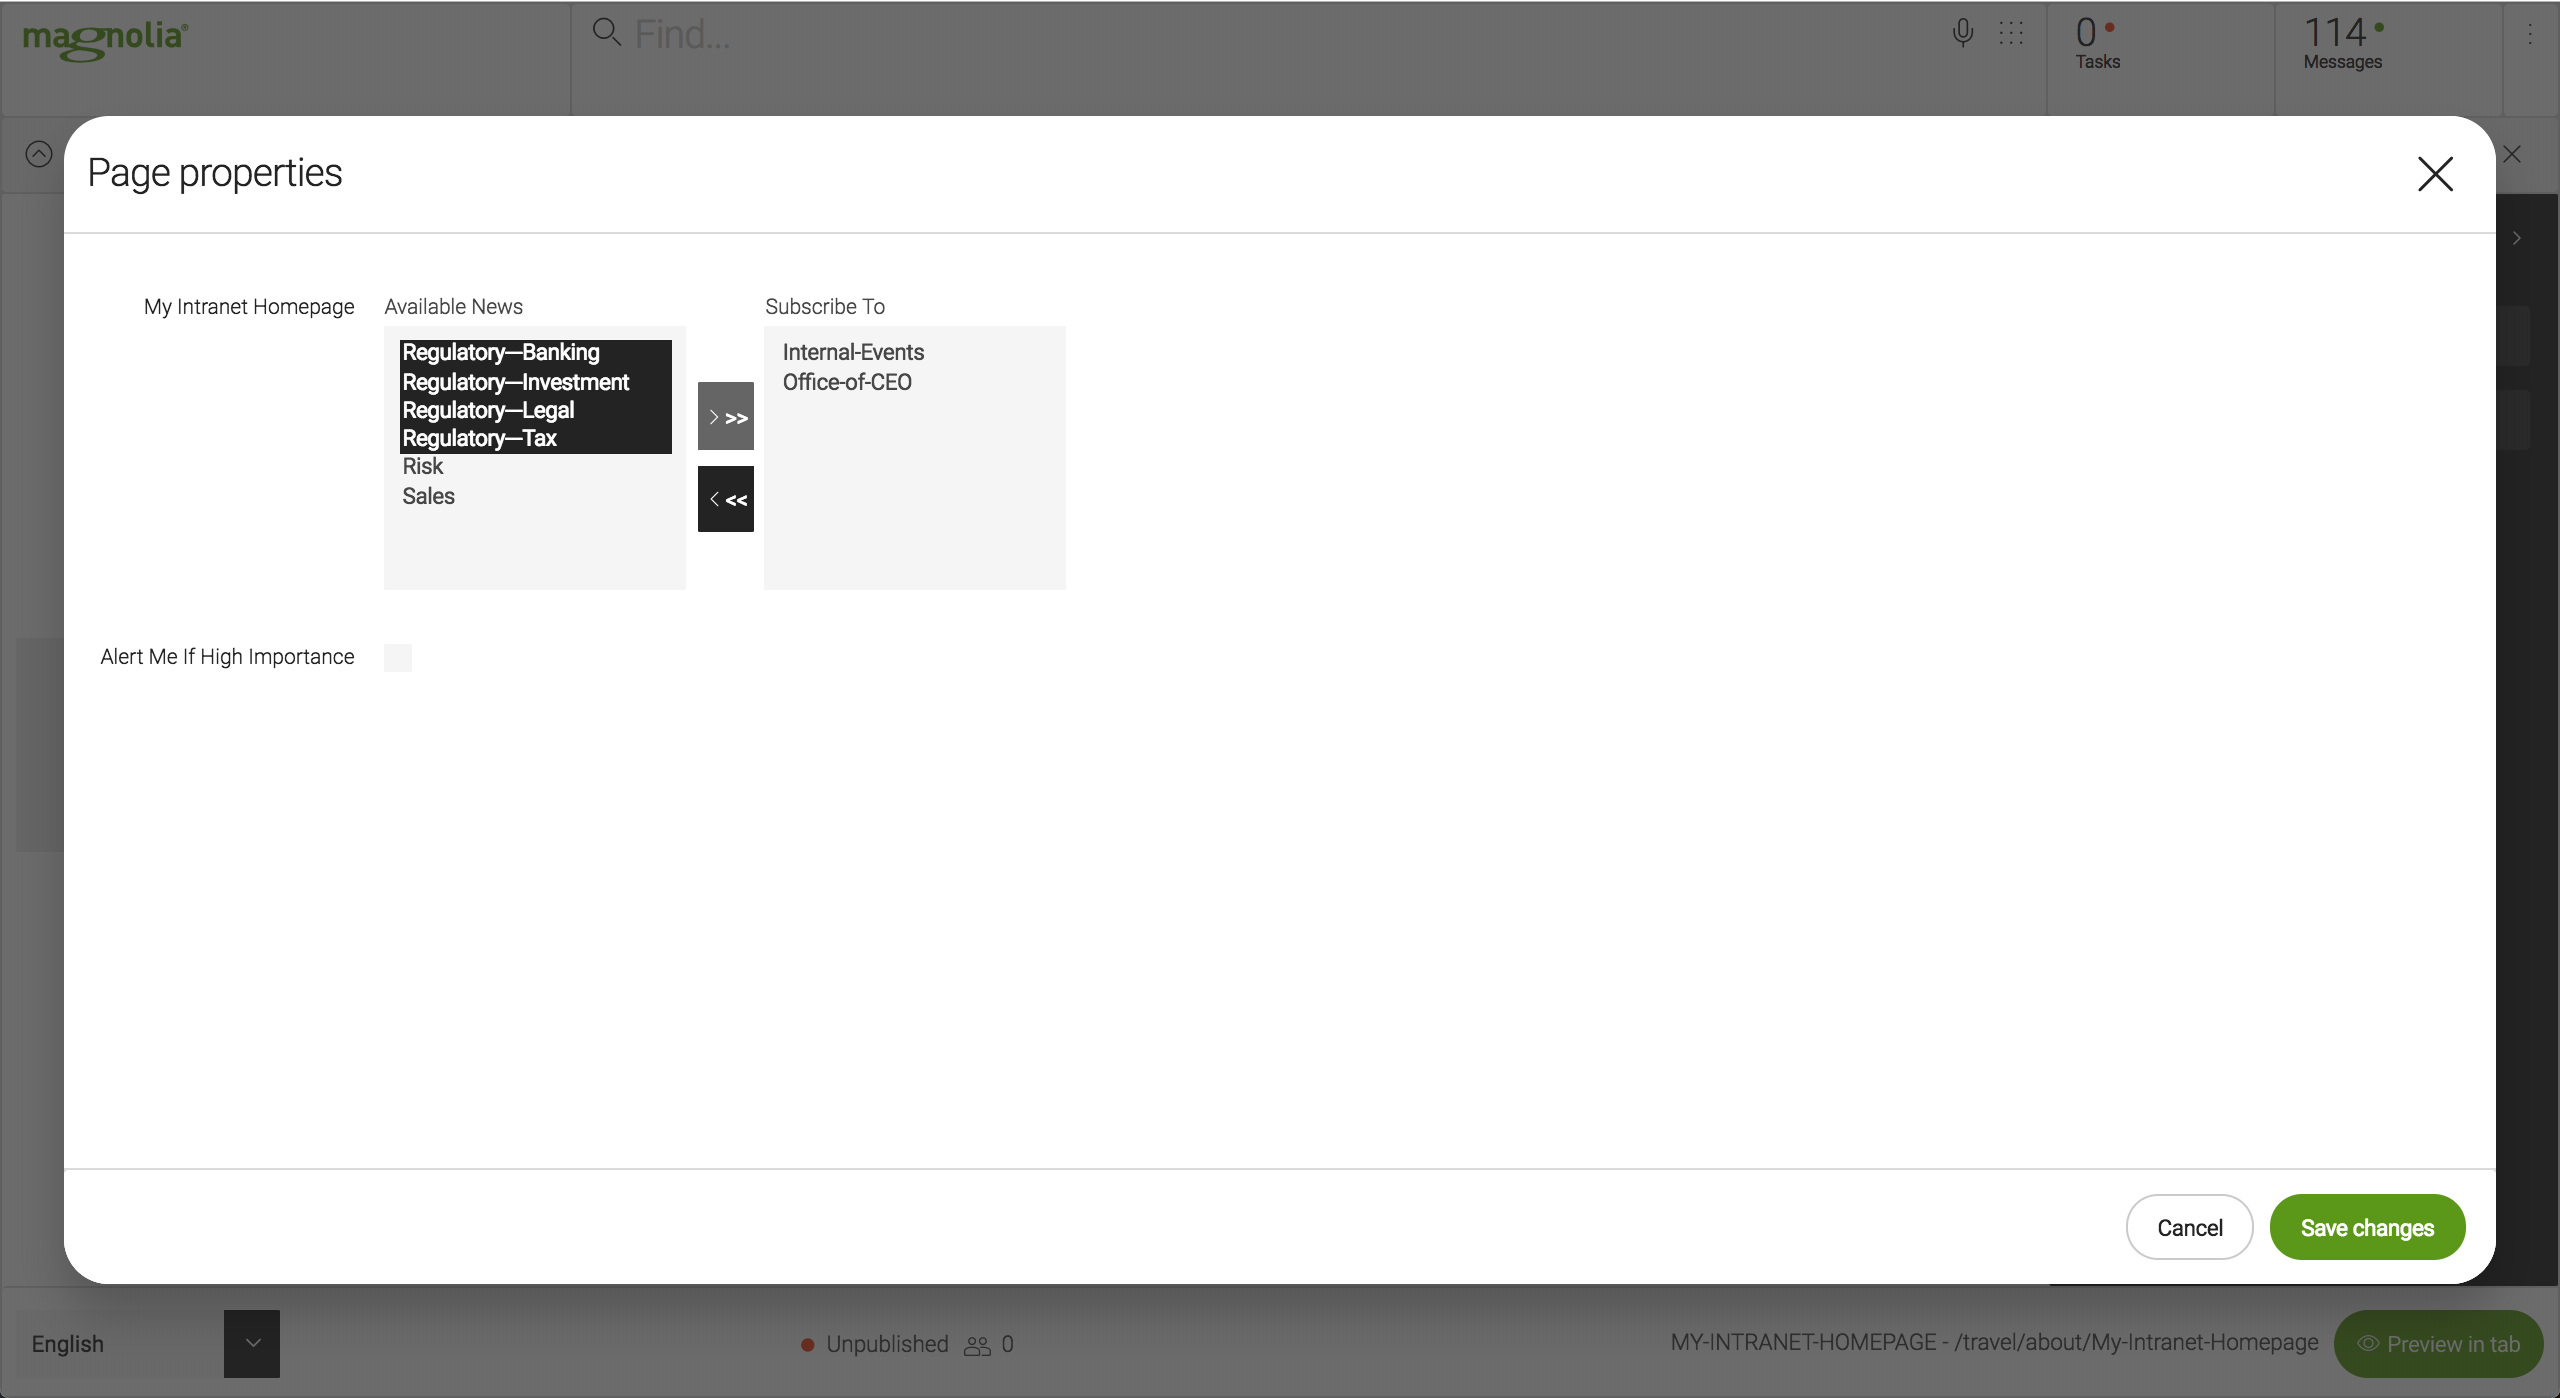 magnolia®
Find...
0
Tasks
114
Messages
Page properties
My Intranet Homepage
Available News
Subscribe To
Regulatory—Banking
Regulatory—Investment
Regulatory—Legal
Regulatory—Tax
Risk
Sales
>>
<<
Internal-Events
Office-of-CEO
Alert Me If High Importance
Cancel
Save changes
English
Unpublished
0
MY-INTRANET-HOMEPAGE - /travel/about/My-Intranet-Homepage
Preview in tab